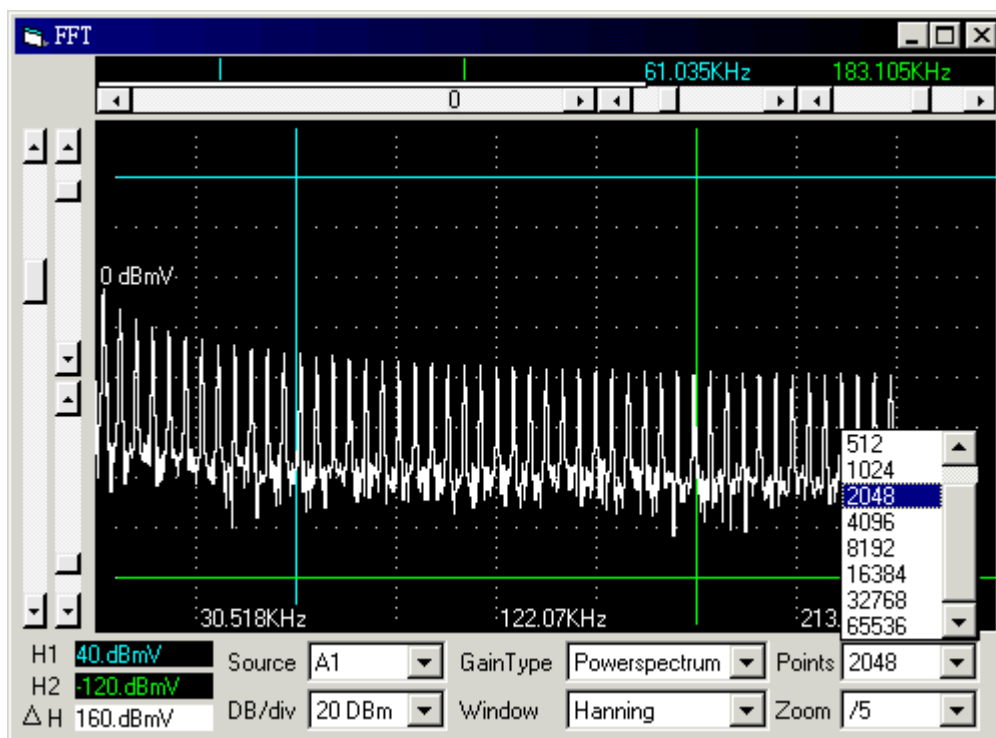 FFT
61.035KHz 183.105KHz
0
0 dBmV
30.518KHz 122.07KHz 213.
512
1024
2048
4096
8192
16384
32768
65536
H1 40.dBmV Source A1 GainType Powerspectrum Points 2048
H2 -120.dBmV
Δ H 160.dBmV DB/div 20 DBm Window Hanning Zoom /5